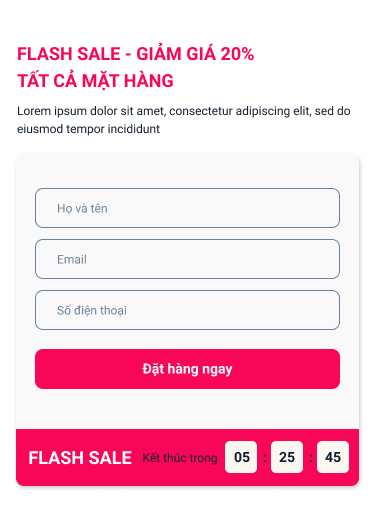 FLASH SALE - GIẢM GIÁ 20%
TẤT CẢ MẶT HÀNG
Lorem ipsum dolor sit amet, consectetur adipiscing elit, sed do
eiusmod tempor incididunt
Họ và tên
Email
Số điện thoại
Đặt hàng ngay
FLASH SALE Kết thúc trong 05 : 25 : 45